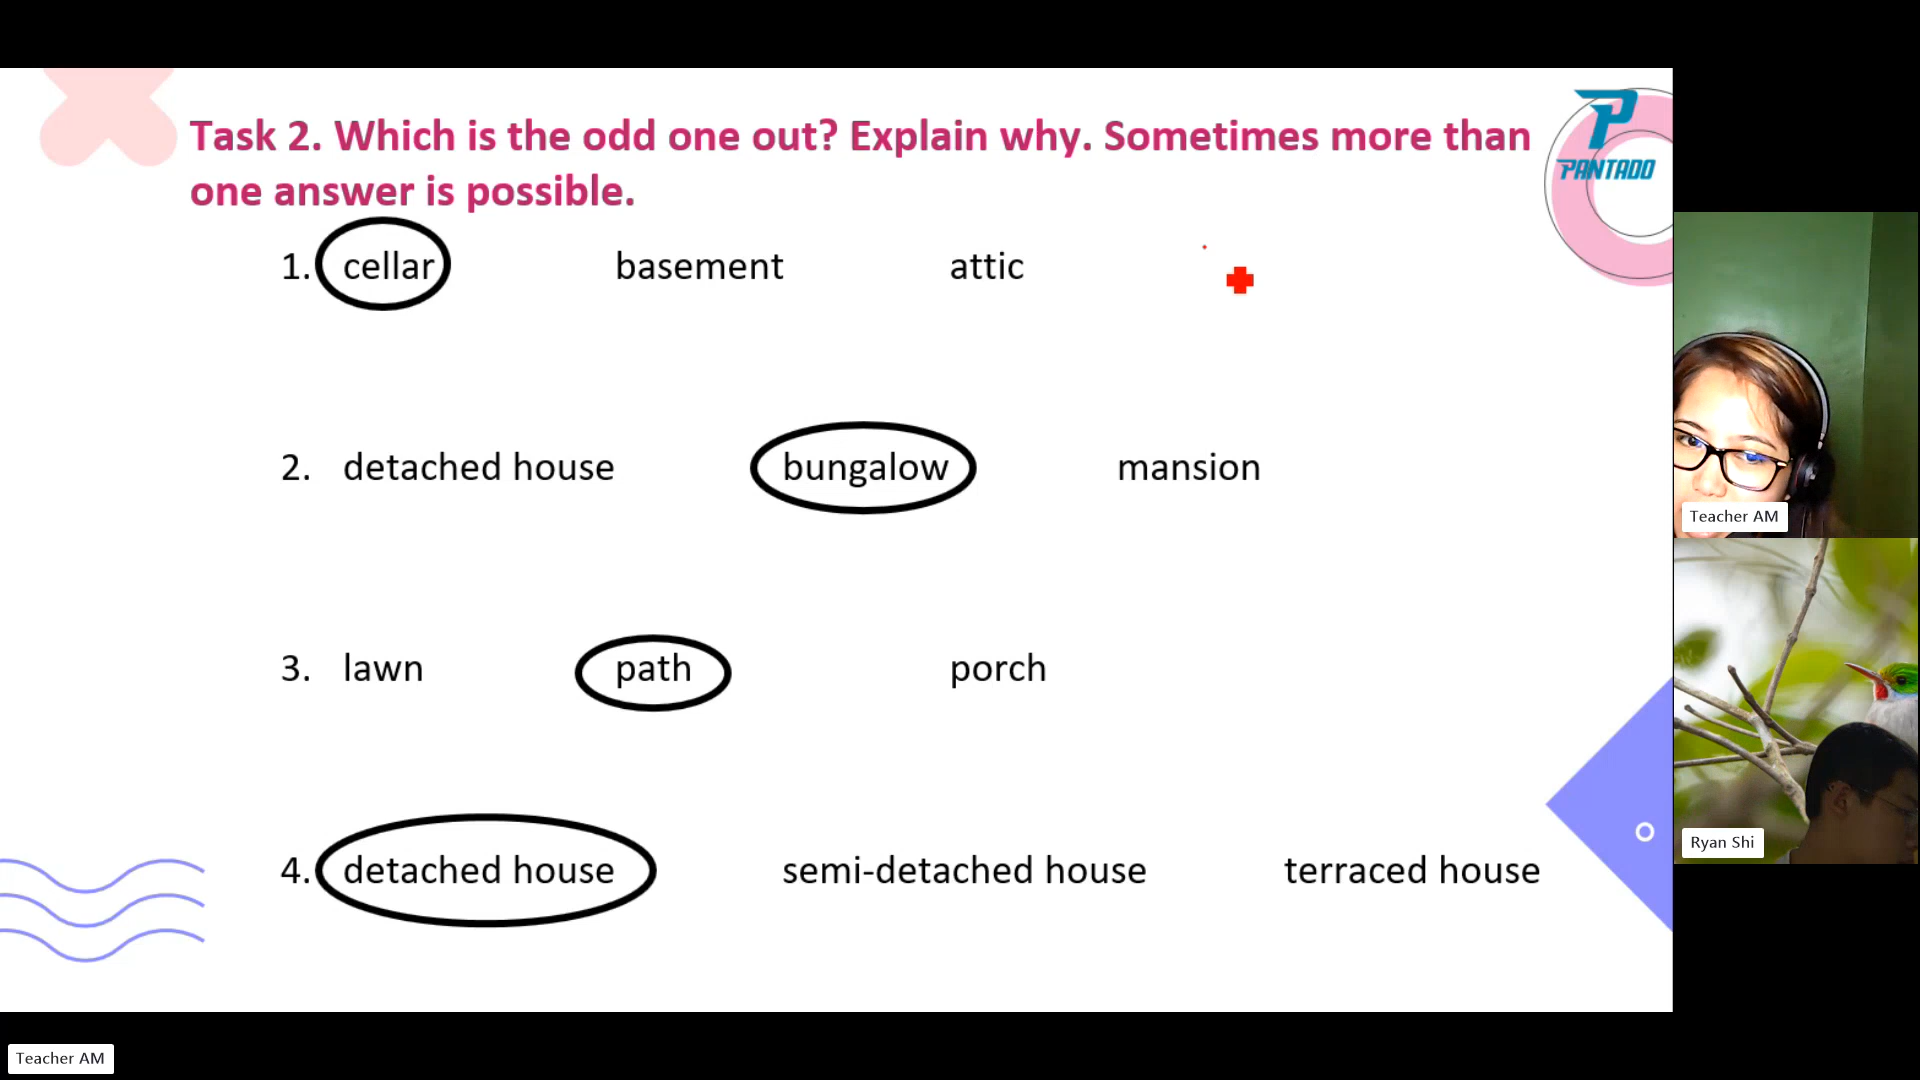 Task 2. Which is the odd one out? Explain why. Sometimes more than
one answer is possible.
PANTADO
1. cellar basement attic
2. detached house bungalow mansion
3. lawn path porch
4. detached house semi-detached house terraced house
Teacher AM
Ryan Shi
Teacher AM